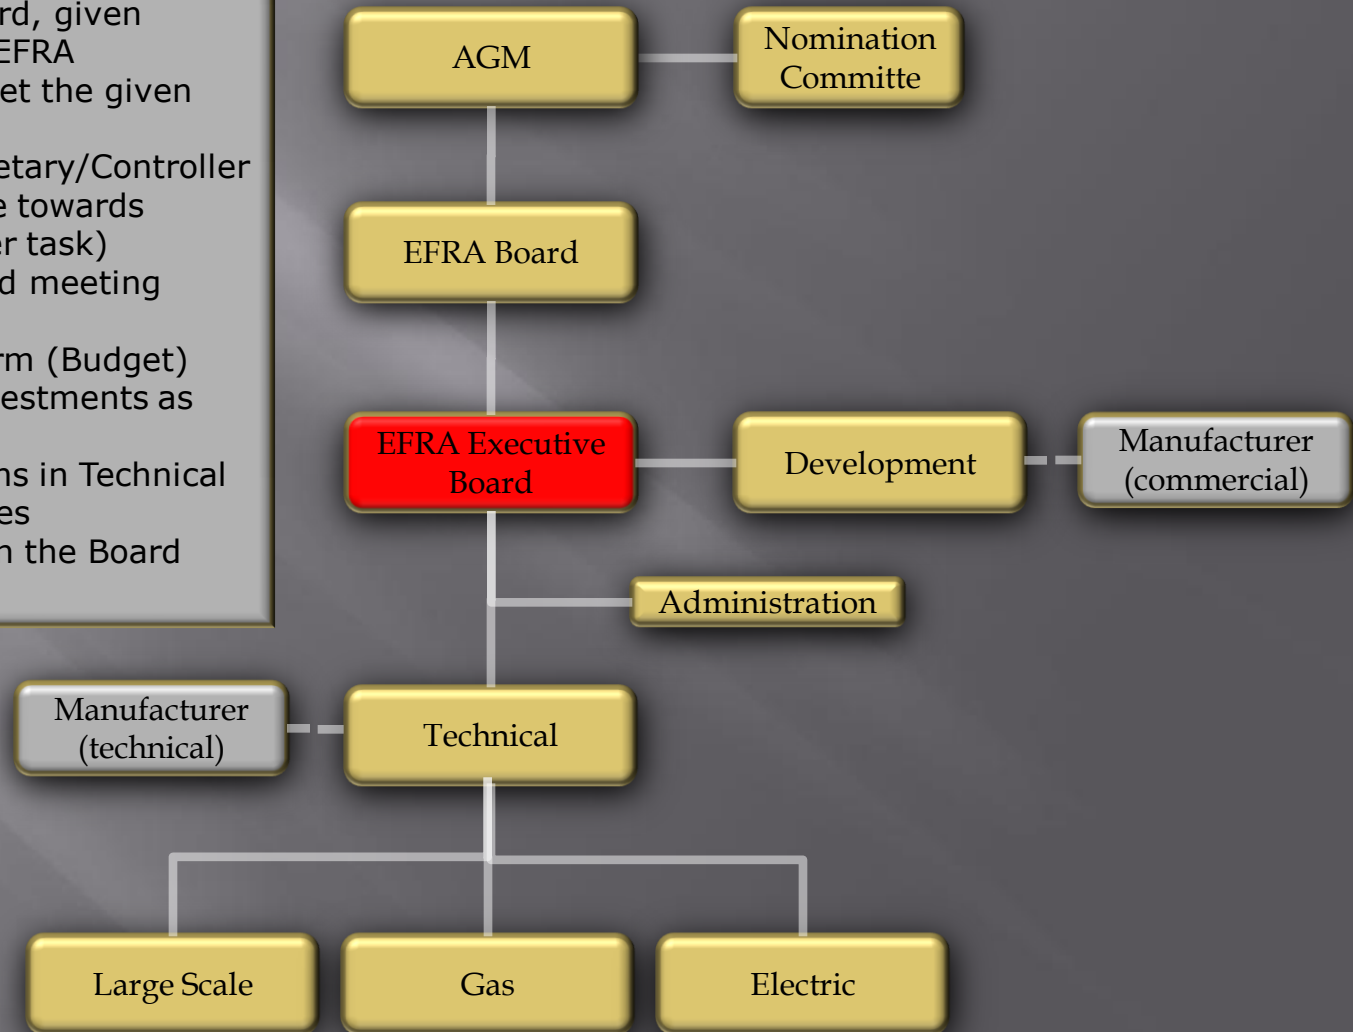 rd, given
EFRA
et the given
etary/Controller
e towards
er task)
d meeting
rm (Budget)
estments as
ns in Technical
es
n the Board
AGM
Nomination
Committe
EFRA Board
EFRA Executive
Board
Development
Manufacturer
(commercial)
Administration
Manufacturer
(technical)
Technical
Large Scale
Gas
Electric